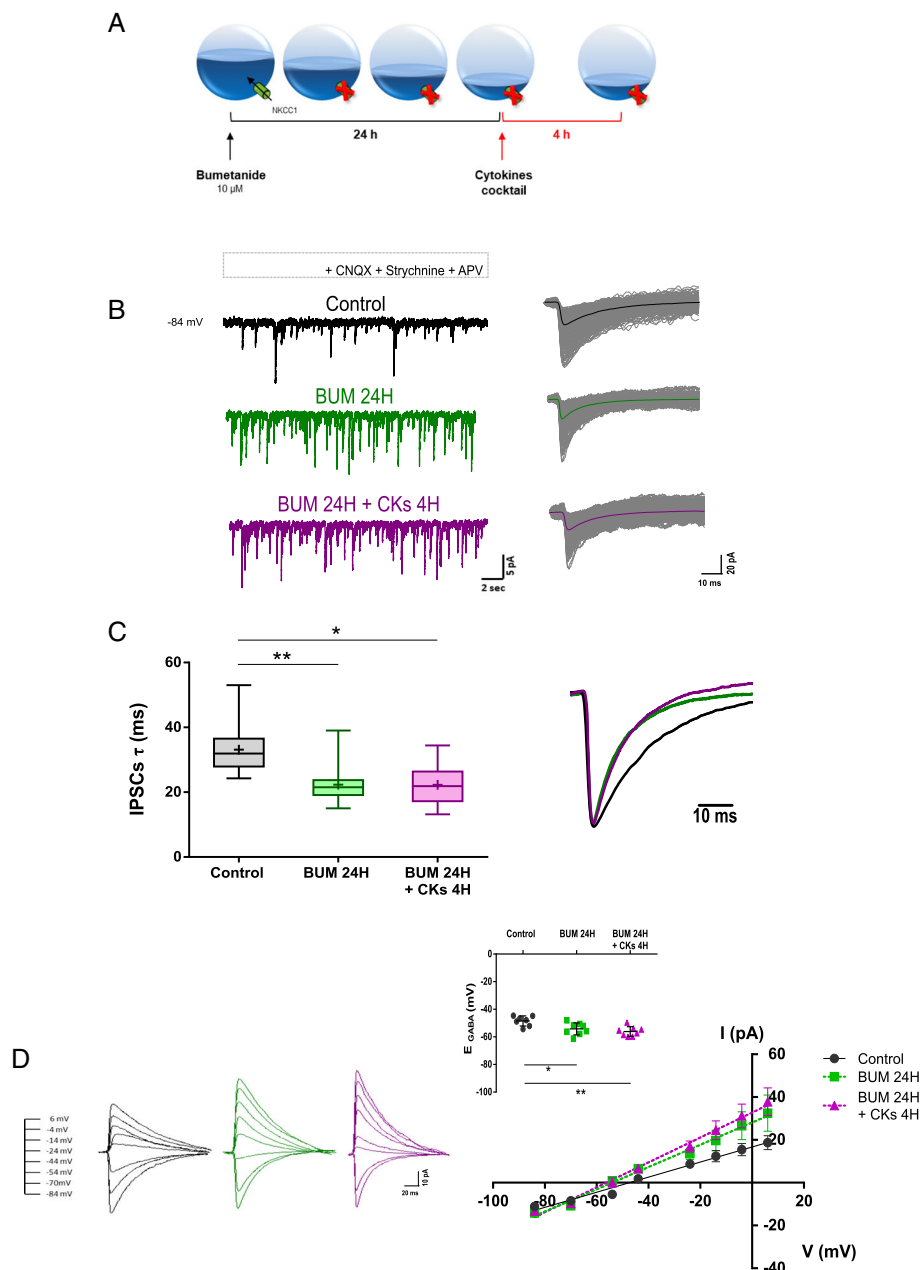 A
NKCC1
24 h
4 h
Bumetanide
10 µM
Cytokines
cocktail
+ CNQX + Strychnine + APV
B
Control
-84 mV
BUM 24H
BUM 24H + CKs 4H
5 pA
2 sec
20 pA
10 ms
C
*
**
60
40
20
0
IPSCs τ (ms)
Control
BUM 24H
BUM 24H
+ CKs 4H
10 ms
Control
BUM 24H
BUM 24H
+ CKs 4H
0
-40
-60
-80
-100
E GABA (mV)
*
**
D
6 mV
-4 mV
-14 mV
-24 mV
-44 mV
-54 mV
-70mV
-84 mV
10 pA
20 ms
I (pA)
60
40
20
-20
-40
-100
-80
-60
-40
-20
0
20
V (mV)
Control
BUM 24H
BUM 24H
+ CKs 4H